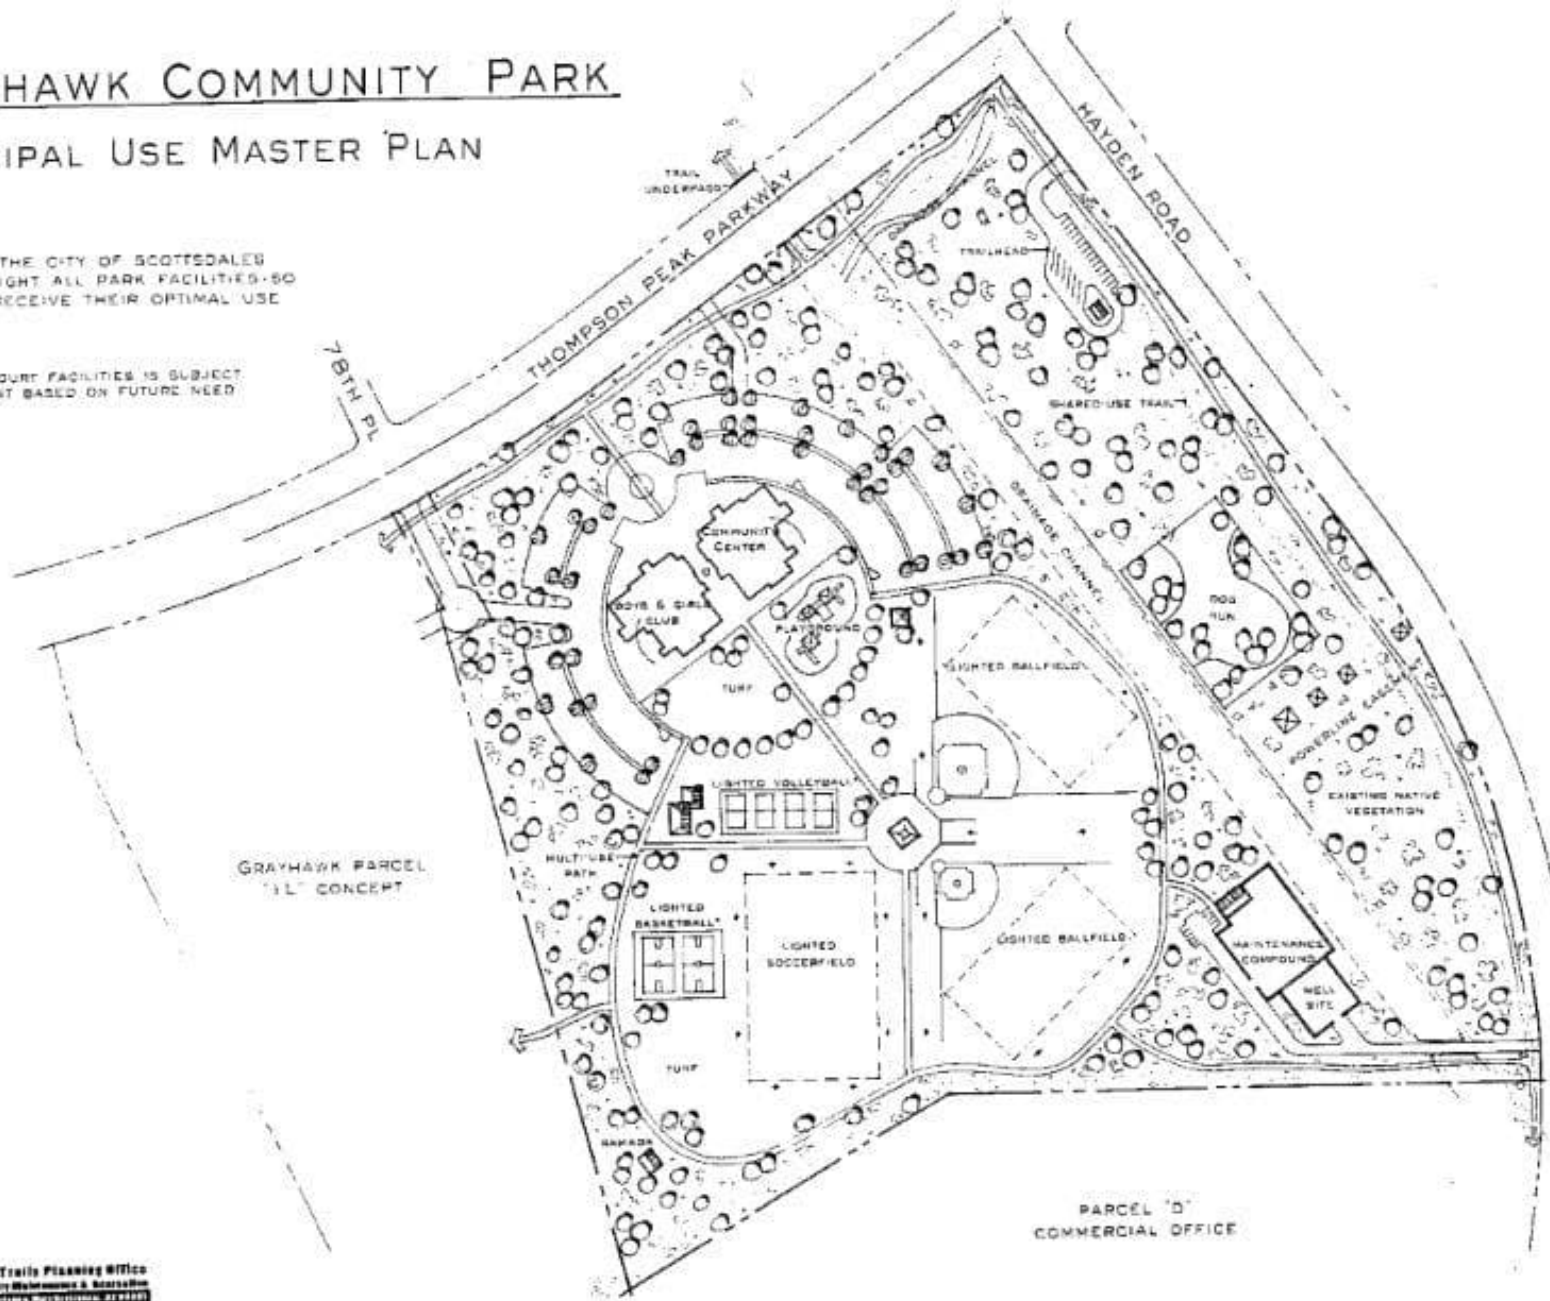 HAWK COMMUNITY PARK
IPAL USE MASTER PLAN
THE CITY OF SCOTTSDALES
IGHT ALL PARK FACILITIES-SO
RECEIVE THEIR OPTIMAL USE
OURT FACILITIES IS SUBJECT
NT BASED ON FUTURE NEED
78TH PL
TRAIL
UNDERPASS
THOMPSON PEAK PARKWAY
HAYDEN ROAD
TRAILHEAD
SHARED-USE TRAIL
DRAINAGE CHANNEL
COMMUNITY
CENTER
BOYS & GIRLS
CLUB
PLAYGROUND
TURF
DOG
RUN
LIGHTED BALLFIELD
POWERLINE
EXISTING NATIVE
VEGETATION
LIGHTED VOLLEYBALL*
MULTI-USE
PATH
GRAYHAWK PARCEL
CONCEPT
LIGHTED
BASKETBALL*
LIGHTED
SOCCERFIELD
LIGHTED BALLFIELD
MAINTENANCE
COMPOUND
WELL
SITE
TURF
RAMADA
PARCEL "D"
COMMERCIAL OFFICE
Trails Planning Office